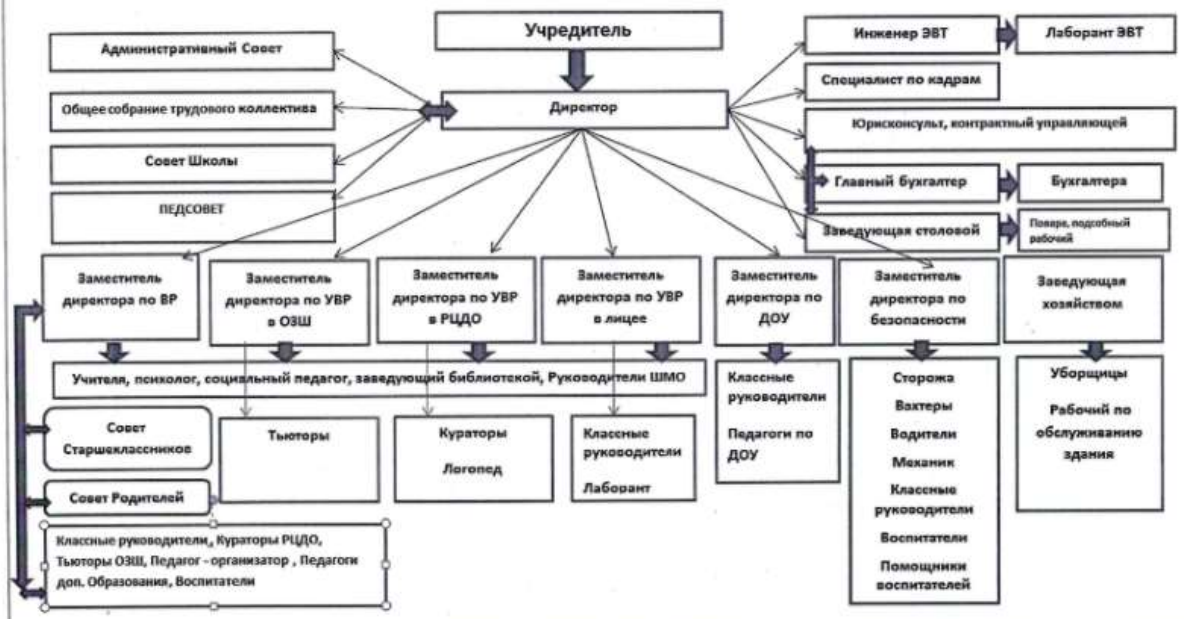 Учредитель
Административный Совет
Инженер ЭВТ
Лаборант ЭВТ
Специалист по кадрам
Общее собрание трудового коллектива
Директор
Юрисконсульт, контрактный управляющей
Совет Школы
Главный бухгалтер
Бухгалтера
ПЕДСОВЕТ
Заведующая столовой
Повара, подсобный
рабочий
Заместитель
директора по ВР
Заместитель
директора по УВР
в ОЗШ
Заместитель
директора по УВР
в РЦДО
Заместитель
директора по УВР
в лицее
Заместитель
директора по
ДОУ
Заместитель
директора по
безопасности
Заведующая
хозяйством
Учителя, психолог, социальный педагог, заведующий библиотекой, Руководители ШМО
Совет
Старшеклассников
Совет Родителей
Классные руководители, Кураторы РЦДО,
Тьюторы ОЗШ, Педагог - организатор , Педагоги
доп. Образования, Воспитатели
Тьюторы
Кураторы
Логопед
Классные
руководители
Лаборант
Классные
руководители
Педагоги по
ДОУ
Сторожа
Вахтеры
Водители
Механик
Классные
руководители
Воспитатели
Помощники
воспитателей
Уборщицы
Рабочий по
обслуживанию
здания